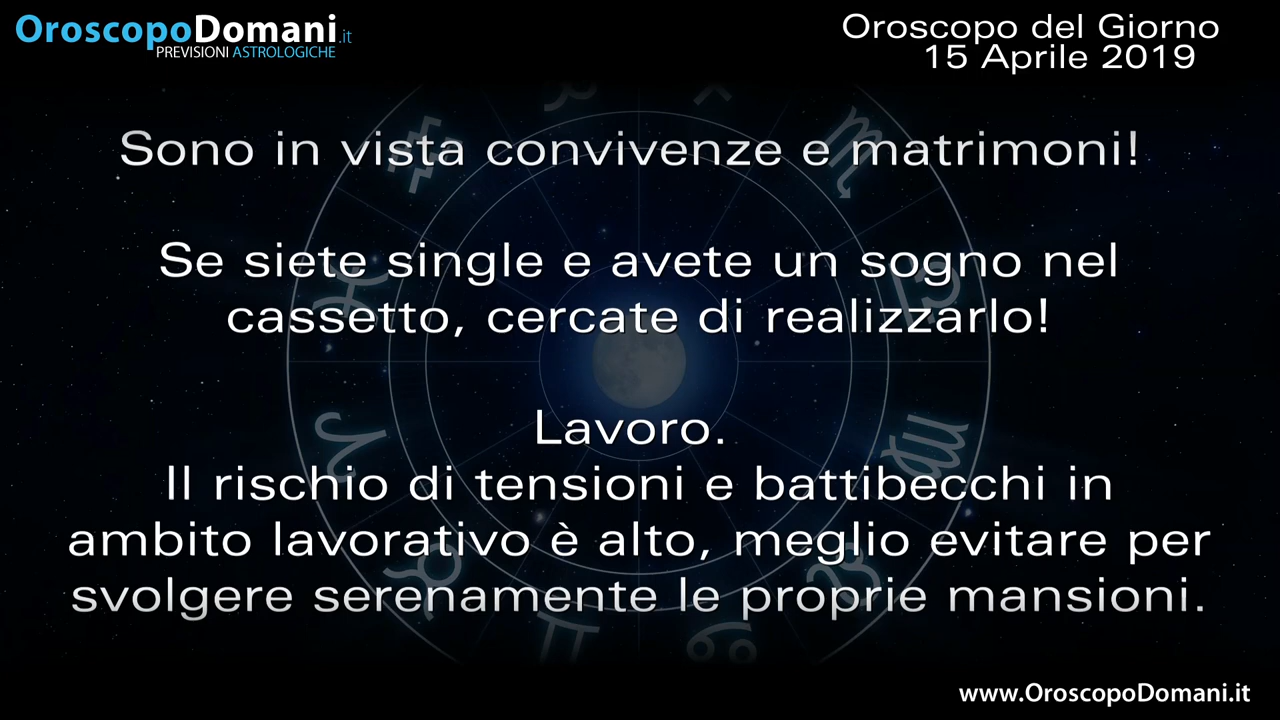 OroscopoDomani.it
PREVISIONI ASTROLOGICHE
Oroscopo del Giorno
15 Aprile 2019
Sono in vista convivenze e matrimoni!
Se siete single e avete un sogno nel
cassetto, cercate di realizzarlo!
Lavoro.
Il rischio di tensioni e battibecchi in
ambito lavorativo è alto, meglio evitare per
svolgere serenamente le proprie mansioni.
www.OroscopoDomani.it